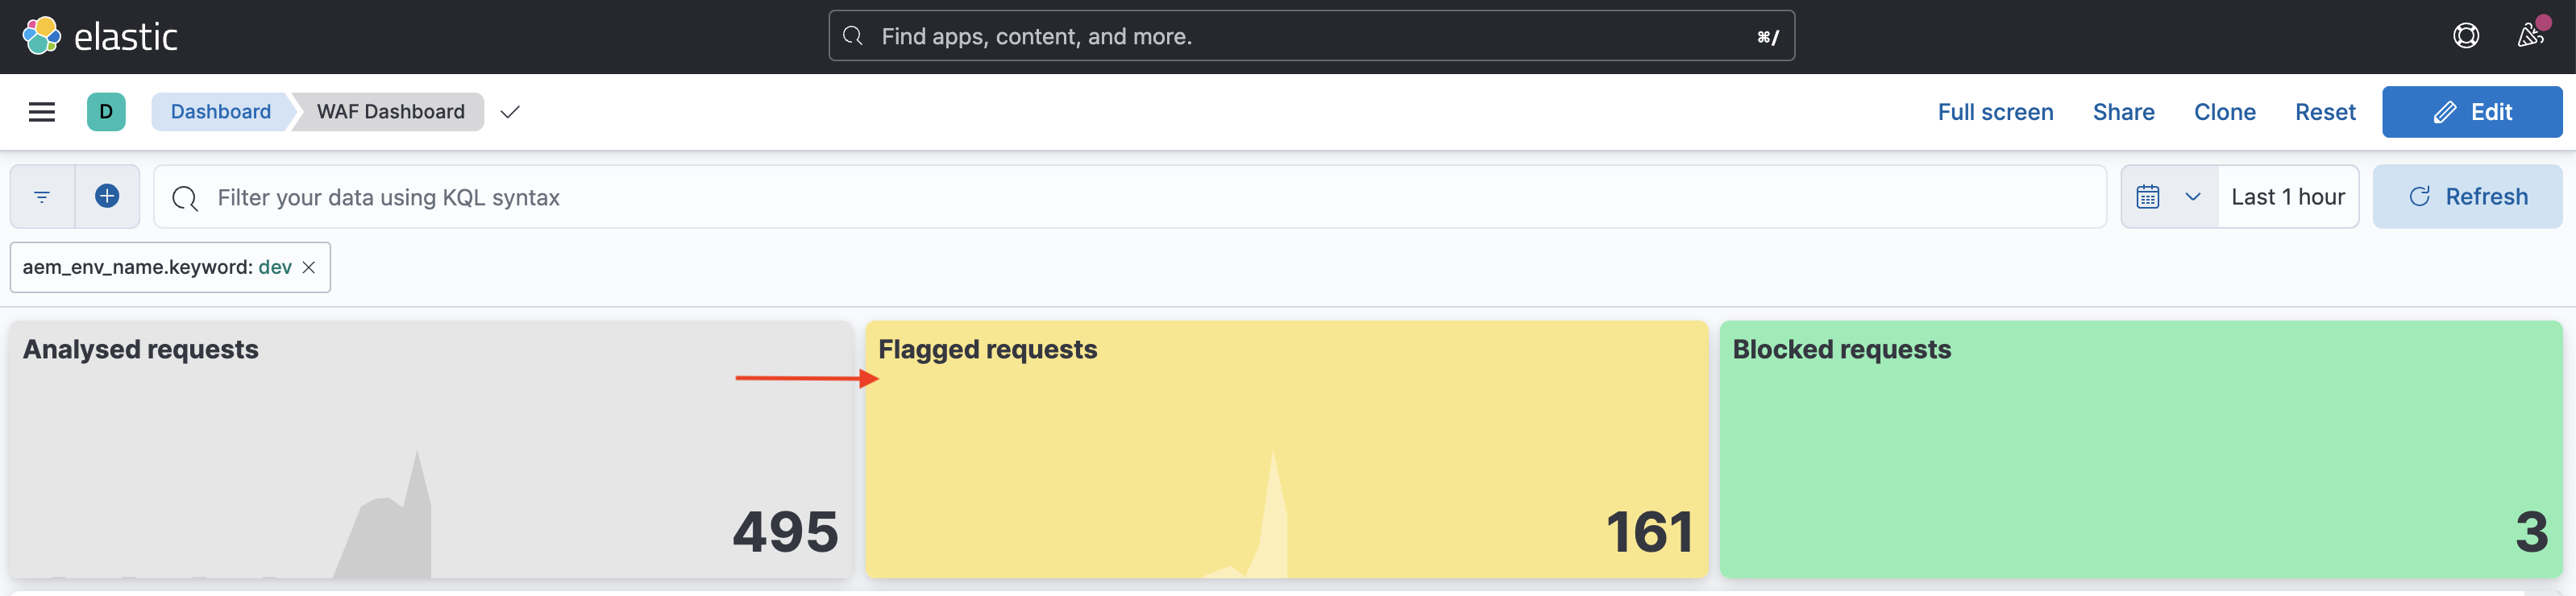 elastic
Find apps, content, and more.
⌘/
D
Dashboard
WAF Dashboard
Full screen
Share
Clone
Reset
Edit
Filter your data using KQL syntax
Last 1 hour
Refresh
aem_env_name.keyword: dev
Analysed requests
495
Flagged requests
161
Blocked requests
3